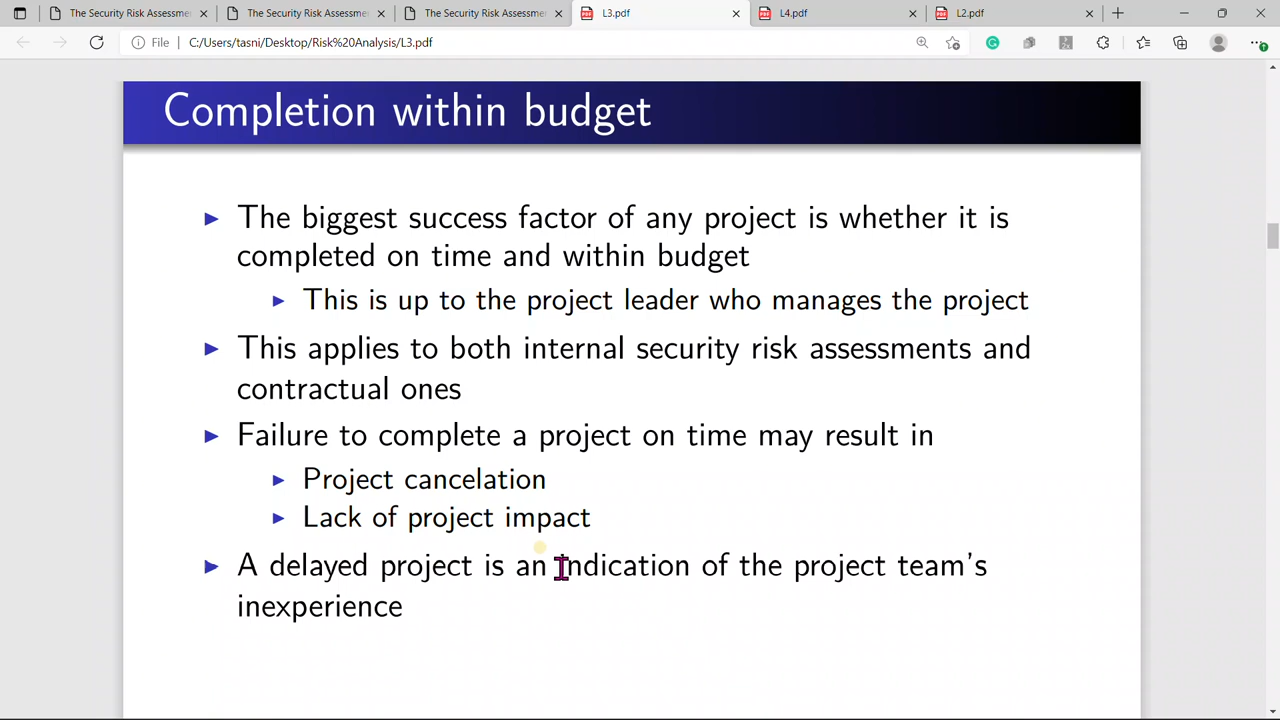 The Security Risk Assessme
The Security Risk Assessme
The Security Risk Assessme
L3.pdf
L4.pdf
L2.pdf
File
C:/Users/tasni/Desktop/Risk%20Analysis/L3.pdf
Completion within budget
The biggest success factor of any project is whether it is
completed on time and within budget
This is up to the project leader who manages the project
This applies to both internal security risk assessments and
contractual ones
Failure to complete a project on time may result in
Project cancelation
Lack of project impact
A delayed project is an indication of the project team's
inexperience